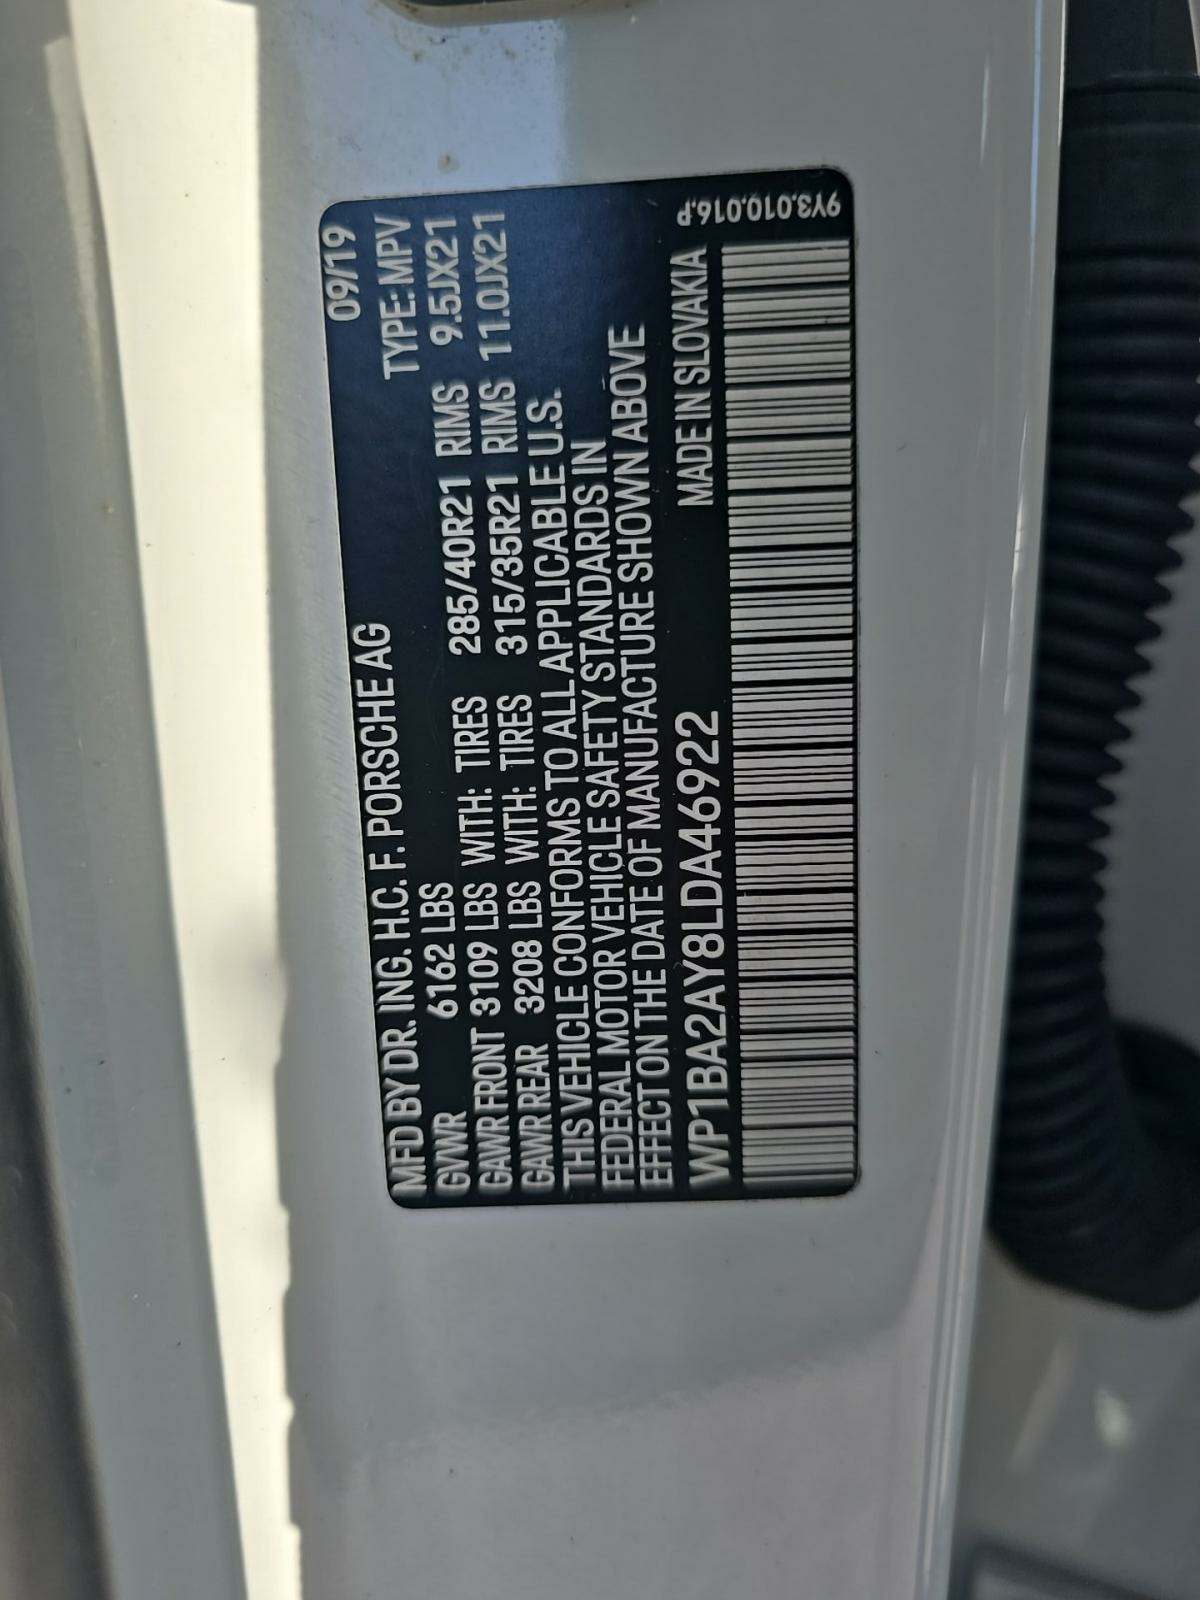 09/19
MFD BY DR. ING. H.C. F. PORSCHE AG TYPE: MPV
GVWR 6162 LBS
GAWR FRONT 3109 LBS WITH: TIRES 285/40R21 RIMS 9.5JX21
GAWR REAR 3208 LBS WITH: TIRES 315/35R21 RIMS 11.0JX21
THIS VEHICLE CONFORMS TO ALL APPLICABLE U.S.
FEDERAL MOTOR VEHICLE SAFETY STANDARDS IN
EFFECT ON THE DATE OF MANUFACTURE SHOWN ABOVE
WP1BA2AY8LDA46922 MADE IN SLOVAKIA
9Y3.010.016.P